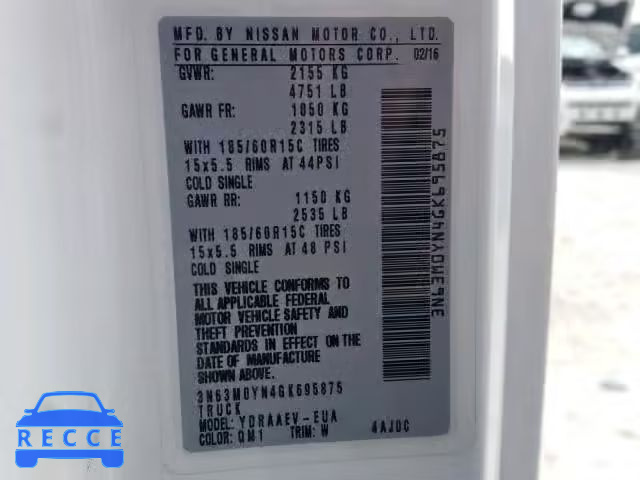 MFD. BY NISSAN MOTOR CO., LTD.
FOR GENERAL MOTORS CORP. 02/16
GVWR: 2155 KG
4751 LB
GAWR FR: 1050 KG
2315 LB
WITH 185/60R15C TIRES
15x5.5 RIMS AT 44PSI
COLD SINGLE
GAWR RR: 1150 KG
2535 LB
WITH 185/60R15C TIRES
15x5.5 RIMS AT 48 PSI
COLD SINGLE
THIS VEHICLE CONFORMS TO
ALL APPLICABLE FEDERAL
MOTOR VEHICLE SAFETY AND
THEFT PREVENTION
STANDARDS IN EFFECT ON THE
DATE OF MANUFACTURE SHOWN
ABOVE.
3N63M0YN4GK695875
TRUCK
MODEL: YDRAAEV-EUA
COLOR: QM1 TRIM: W 4AJ0C
3N63M0YN4GK695875
RECCE